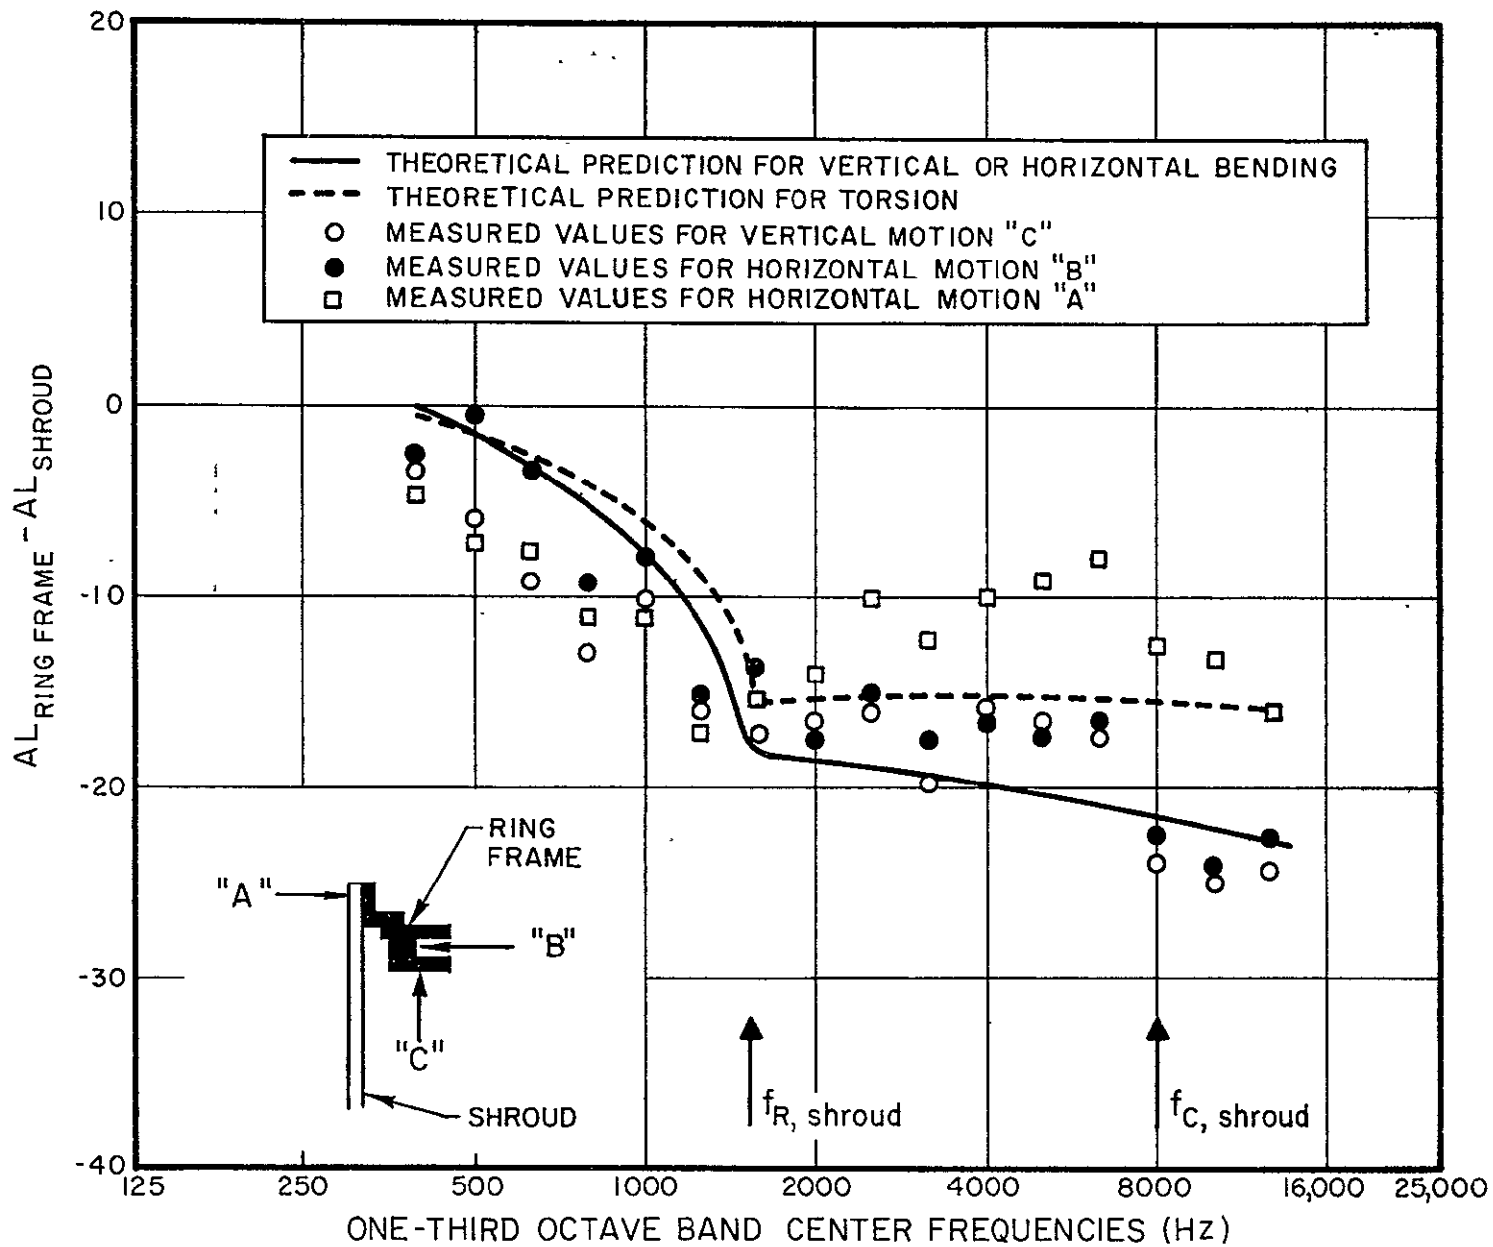 20
10
0
-10
-20
-30
-40
AL RING FRAME - AL SHROUD
THEORETICAL PREDICTION FOR VERTICAL OR HORIZONTAL BENDING
THEORETICAL PREDICTION FOR TORSION
MEASURED VALUES FOR VERTICAL MOTION "C"
MEASURED VALUES FOR HORIZONTAL MOTION "B"
MEASURED VALUES FOR HORIZONTAL MOTION "A"
RING
FRAME
"A"
"B"
"C"
SHROUD
fR, shroud
fC, shroud
125 250 500 1000 2000 4000 8000 16,000 25,000
ONE-THIRD OCTAVE BAND CENTER FREQUENCIES (Hz)